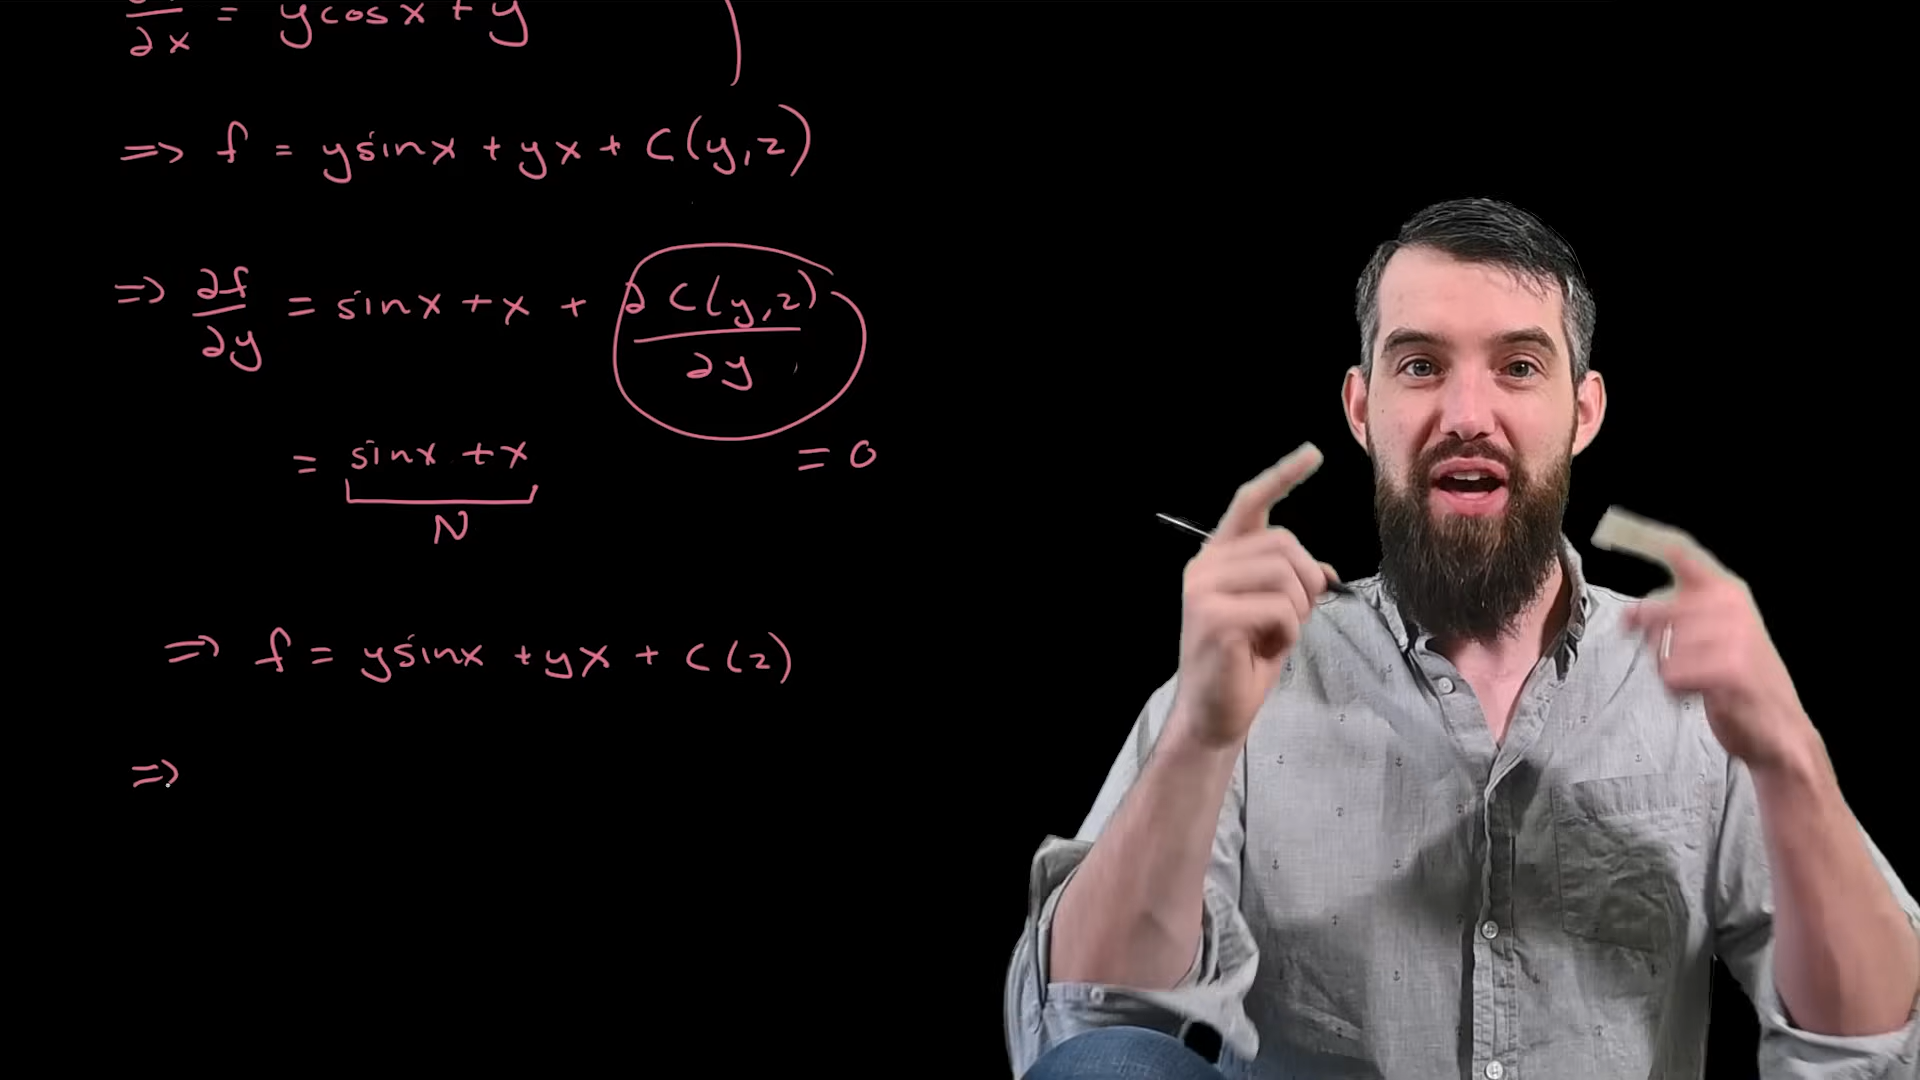 ∂x = ycosx + y
=> f = ysinx + yx + C(y,z)
=> ∂f/∂y = sinx + x + ∂C(y,z)/∂y
= sinx + x = 0
N
=> f = ysinx + yx + C(z)
=>